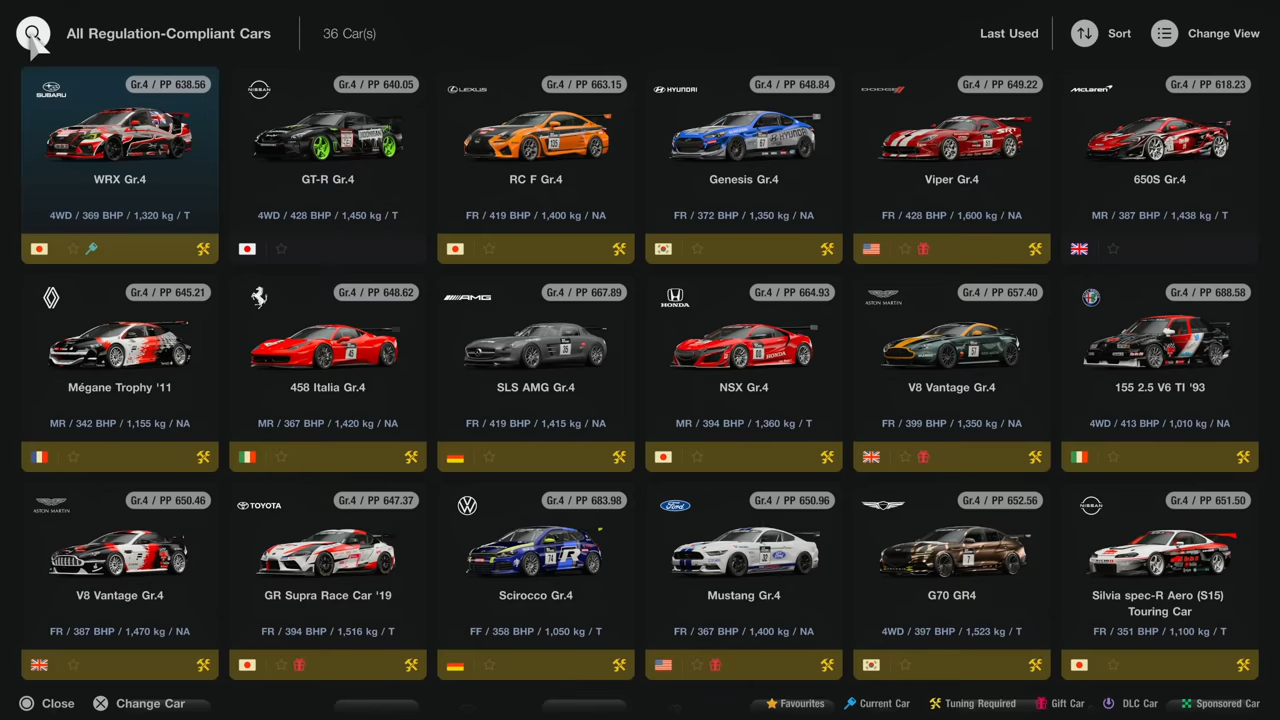 All Regulation-Compliant Cars
36 Car(s)
Last Used
Sort
Change View
SUBARU
Gr.4 / PP 638.56
WRX Gr.4
4WD / 369 BHP / 1,320 kg / T
Gr.4 / PP 640.05
GT-R Gr.4
4WD / 428 BHP / 1,450 kg / T
LEXUS
Gr.4 / PP 663.15
RC F Gr.4
FR / 419 BHP / 1,400 kg / NA
HYUNDAI
Gr.4 / PP 648.84
Genesis Gr.4
FR / 372 BHP / 1,350 kg / NA
DODGE
Gr.4 / PP 649.22
Viper Gr.4
FR / 428 BHP / 1,600 kg / NA
McLaren
Gr.4 / PP 618.23
650S Gr.4
MR / 387 BHP / 1,438 kg / T
Gr.4 / PP 645.21
Mégane Trophy '11
MR / 342 BHP / 1,155 kg / NA
Gr.4 / PP 648.62
458 Italia Gr.4
MR / 367 BHP / 1,420 kg / NA
AMG
Gr.4 / PP 667.89
SLS AMG Gr.4
FR / 419 BHP / 1,415 kg / NA
HONDA
Gr.4 / PP 664.93
NSX Gr.4
MR / 394 BHP / 1,360 kg / T
ASTON MARTIN
Gr.4 / PP 657.40
V8 Vantage Gr.4
FR / 399 BHP / 1,350 kg / NA
Gr.4 / PP 688.58
155 2.5 V6 TI '93
4WD / 413 BHP / 1,010 kg / NA
ASTON MARTIN
Gr.4 / PP 650.46
V8 Vantage Gr.4
FR / 387 BHP / 1,470 kg / NA
TOYOTA
Gr.4 / PP 647.37
GR Supra Race Car '19
FR / 394 BHP / 1,516 kg / T
Gr.4 / PP 683.98
Scirocco Gr.4
FF / 358 BHP / 1,050 kg / T
Ford
Gr.4 / PP 650.96
Mustang Gr.4
FR / 367 BHP / 1,400 kg / NA
Gr.4 / PP 652.56
G70 GR4
4WD / 397 BHP / 1,523 kg / T
NISSAN
Gr.4 / PP 651.50
Silvia spec-R Aero (S15)
Touring Car
FR / 351 BHP / 1,100 kg / T
Close
Change Car
Favourites
Current Car
Tuning Required
Gift Car
DLC Car
Sponsored Car